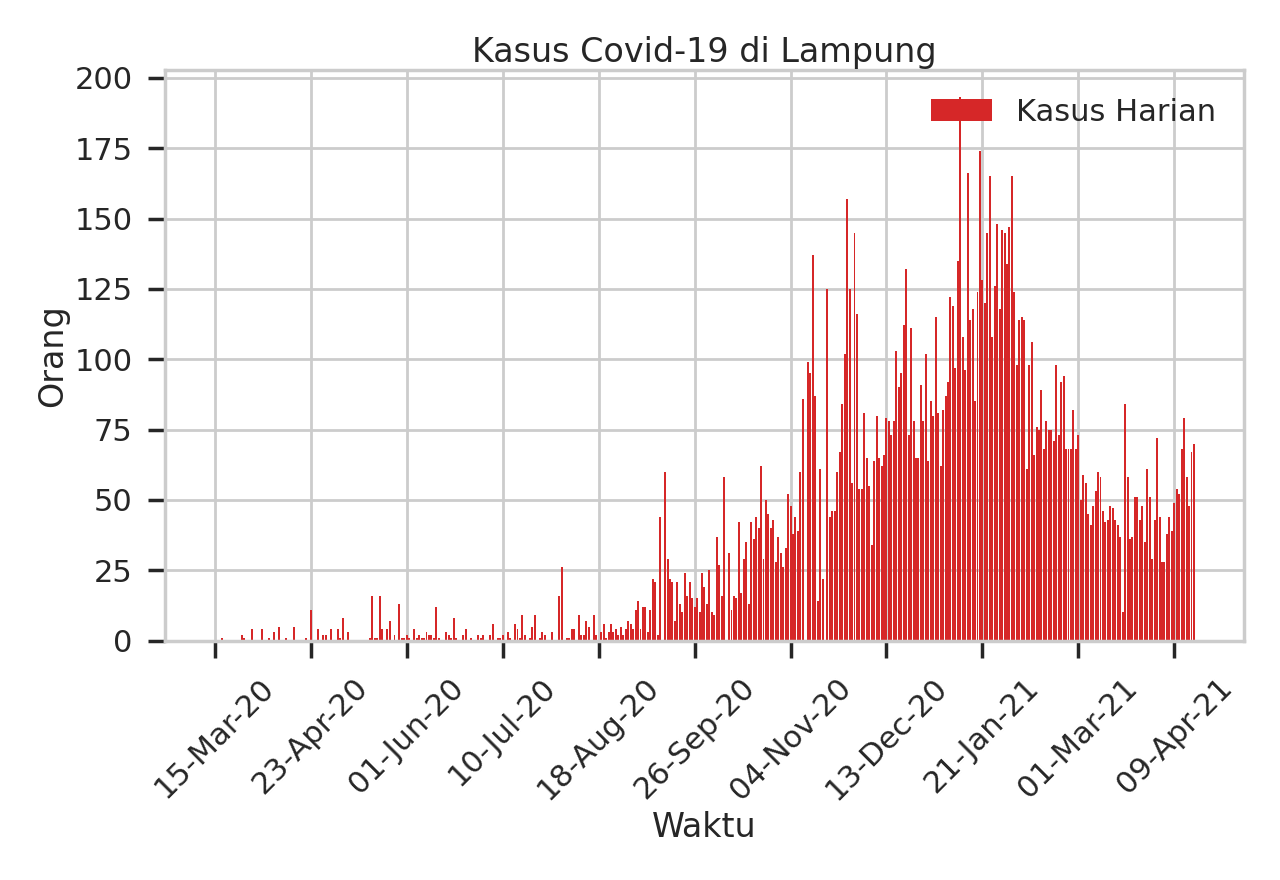 Kasus Covid-19 di Lampung
Kasus Harian
Orang
200
175
150
125
100
75
50
25
0
15-Mar-20
23-Apr-20
01-Jun-20
10-Jul-20
18-Aug-20
26-Sep-20
04-Nov-20
13-Dec-20
21-Jan-21
01-Mar-21
09-Apr-21
Waktu